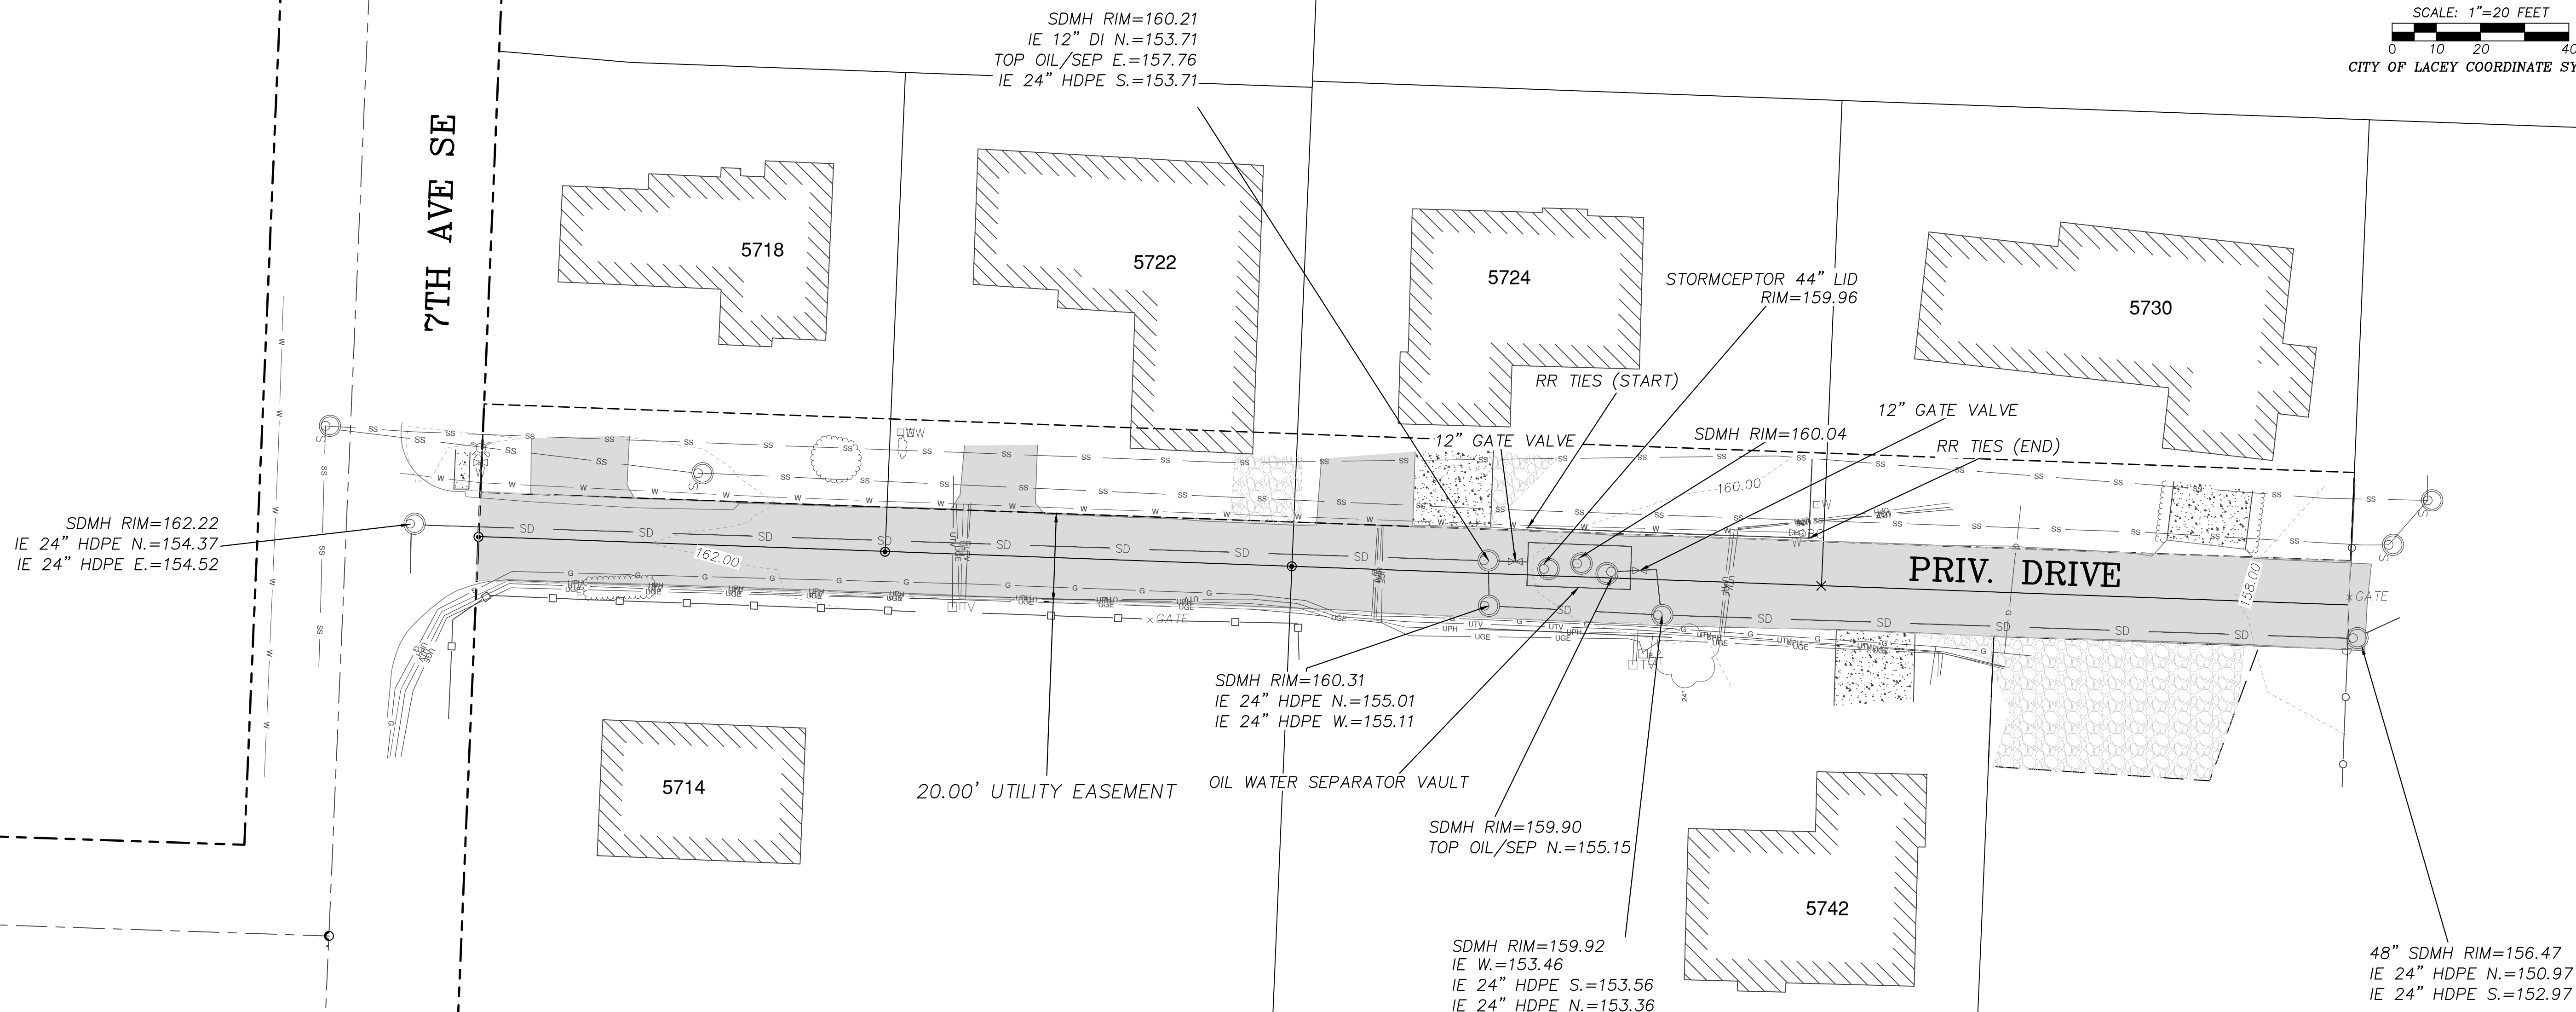 SDMH RIM=160.21
IE 12" DI N.=153.71
TOP OIL/SEP E.=157.76
IE 24" HDPE S.=153.71
SCALE: 1"=20 FEET
0 10 20 40
CITY OF LACEY COORDINATE SY
7TH AVE SE
5718
5722
5724
5730
STORMCEPTOR 44" LID
RIM=159.96
RR TIES (START)
12" GATE VALVE
12" GATE VALVE
SDMH RIM=160.04
RR TIES (END)
160.00
162.00
158.00
SDMH RIM=162.22
IE 24" HDPE N.=154.37
IE 24" HDPE E.=154.52
PRIV. DRIVE
GATE
GATE
SDMH RIM=160.31
IE 24" HDPE N.=155.01
IE 24" HDPE W.=155.11
20.00' UTILITY EASEMENT
OIL WATER SEPARATOR VAULT
24"
5714
SDMH RIM=159.90
TOP OIL/SEP N.=155.15
5742
SDMH RIM=159.92
IE W.=153.46
IE 24" HDPE S.=153.56
IE 24" HDPE N.=153.36
48" SDMH RIM=156.47
IE 24" HDPE N.=150.97
IE 24" HDPE S.=152.97